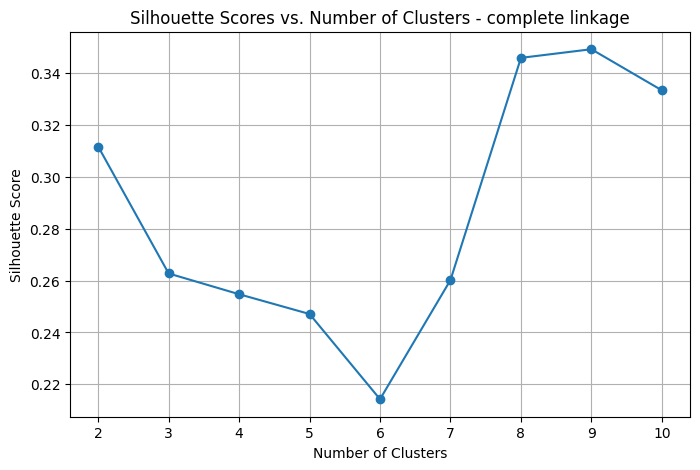 Silhouette Scores vs. Number of Clusters - complete linkage
Silhouette Score
0.34
0.32
0.30
0.28
0.26
0.24
0.22
2 3 4 5 6 7 8 9 10
Number of Clusters